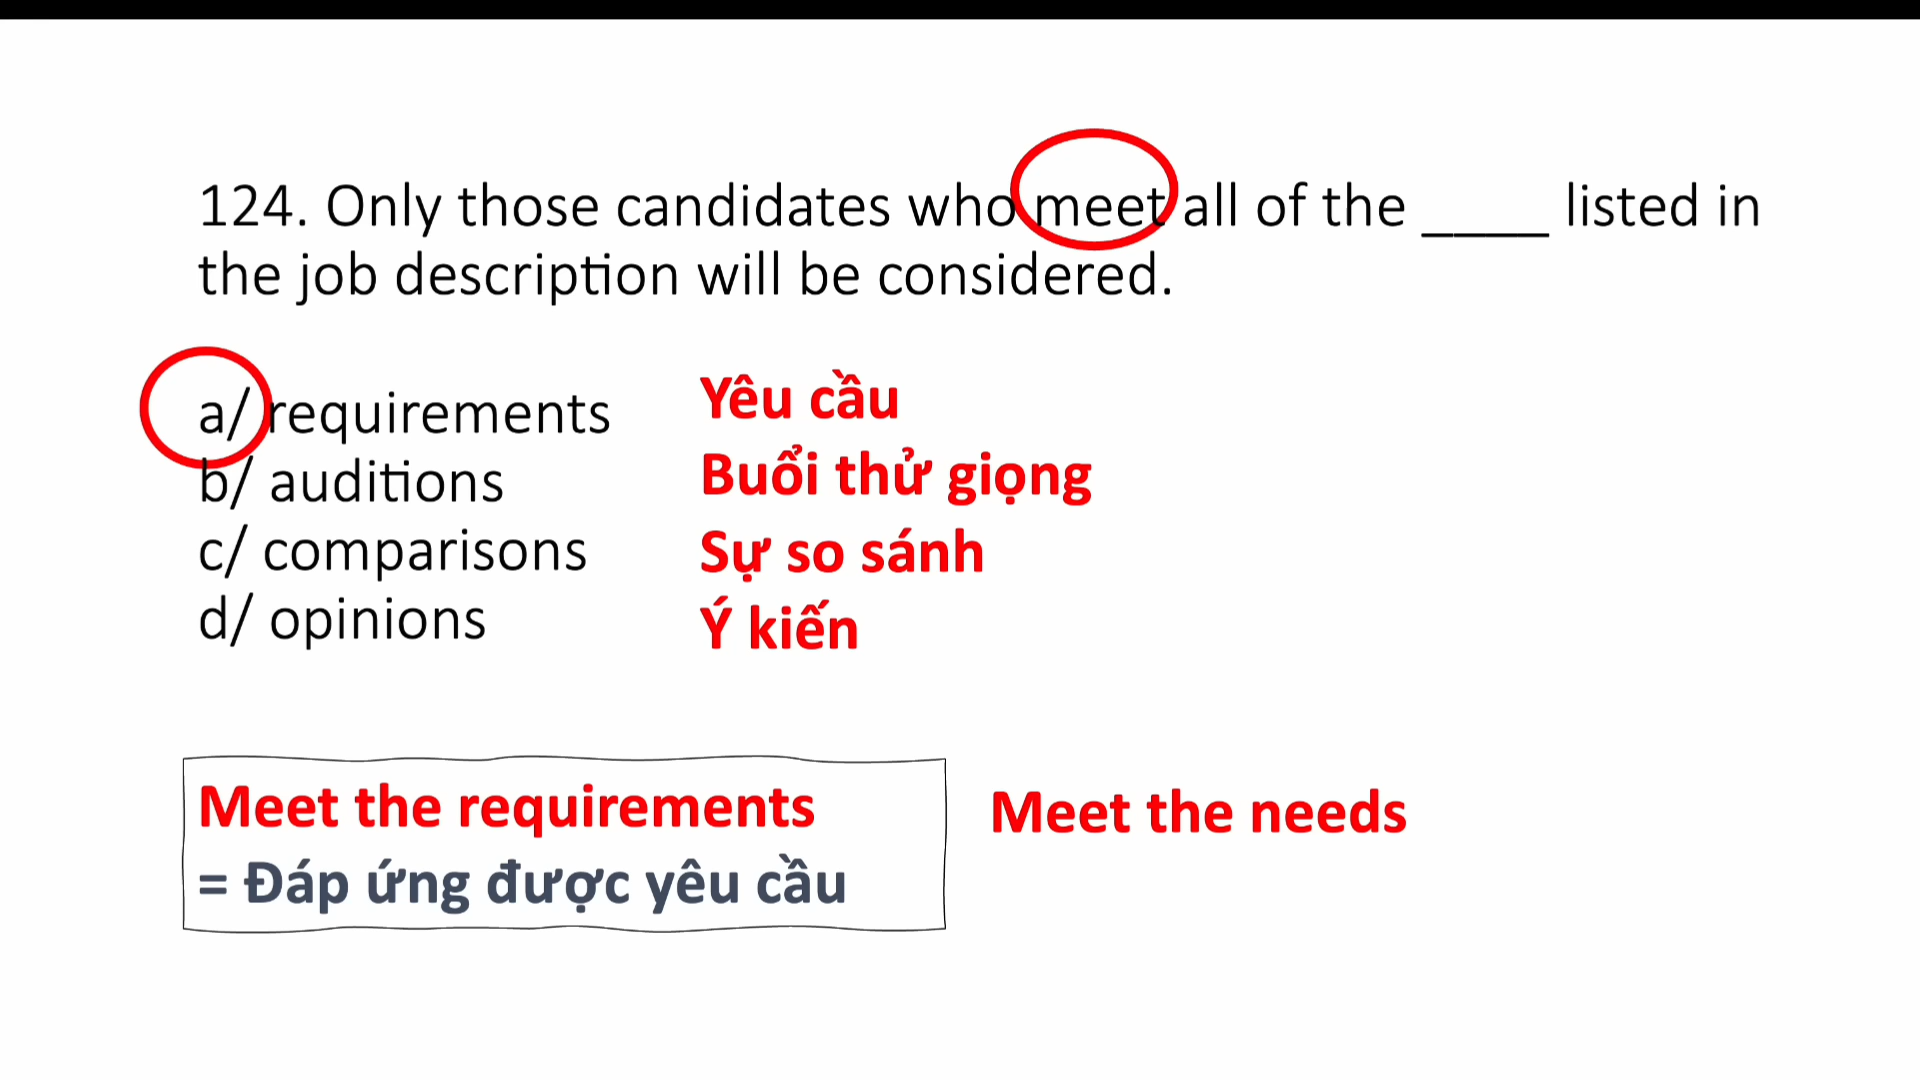 124. Only those candidates who meet all of the ____ listed in
the job description will be considered.
a/ requirements
b/ auditions
c/ comparisons
d/ opinions
Yêu cầu
Buổi thử giọng
Sự so sánh
Ý kiến
Meet the requirements
= Đáp ứng được yêu cầu
Meet the needs